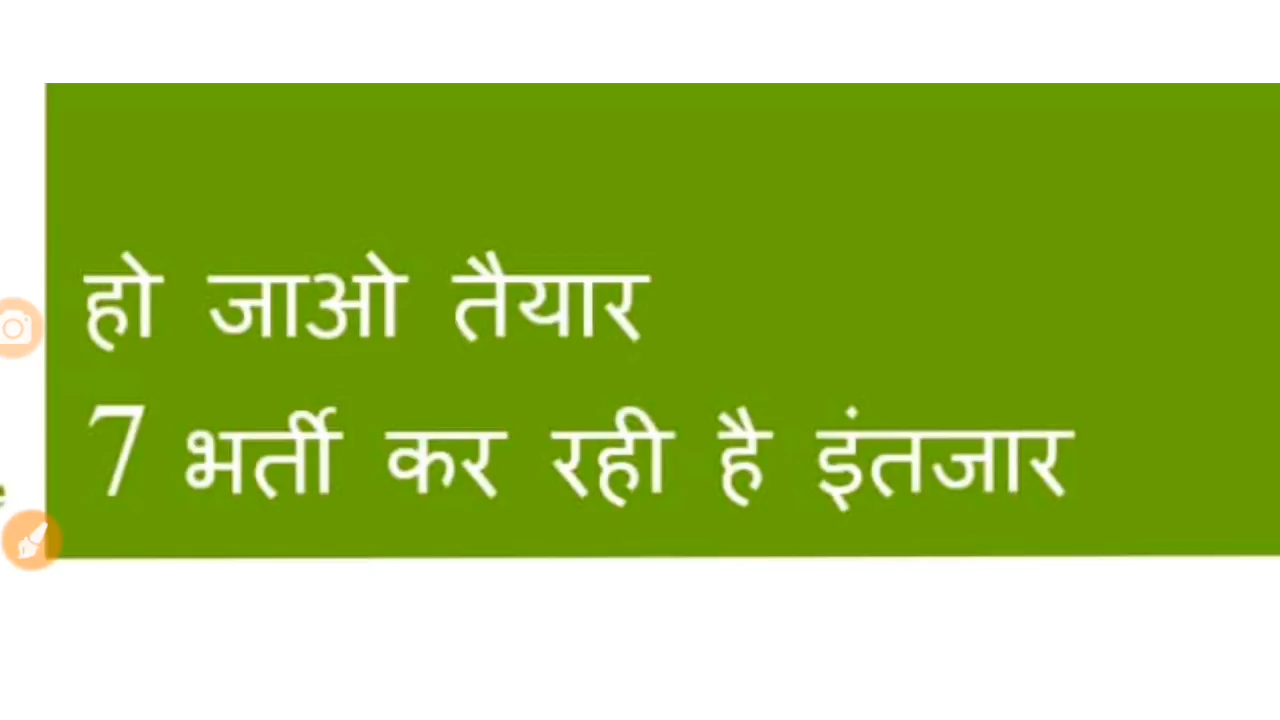 हो जाओ तैयार
7 भर्ती कर रही है इंतजार